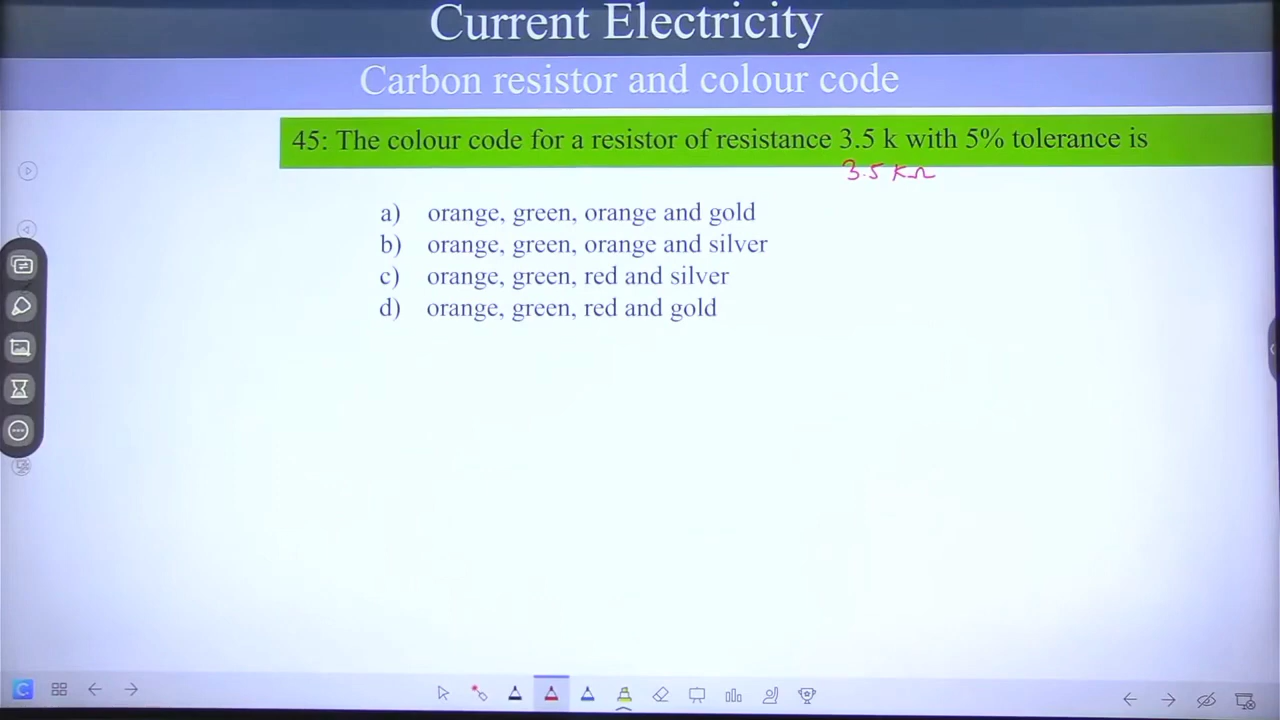 Current Electricity
Carbon resistor and colour code
45: The colour code for a resistor of resistance 3.5 k with 5% tolerance is
3.5 KΩ
a) orange, green, orange and gold
b) orange, green, orange and silver
c) orange, green, red and silver
d) orange, green, red and gold
C